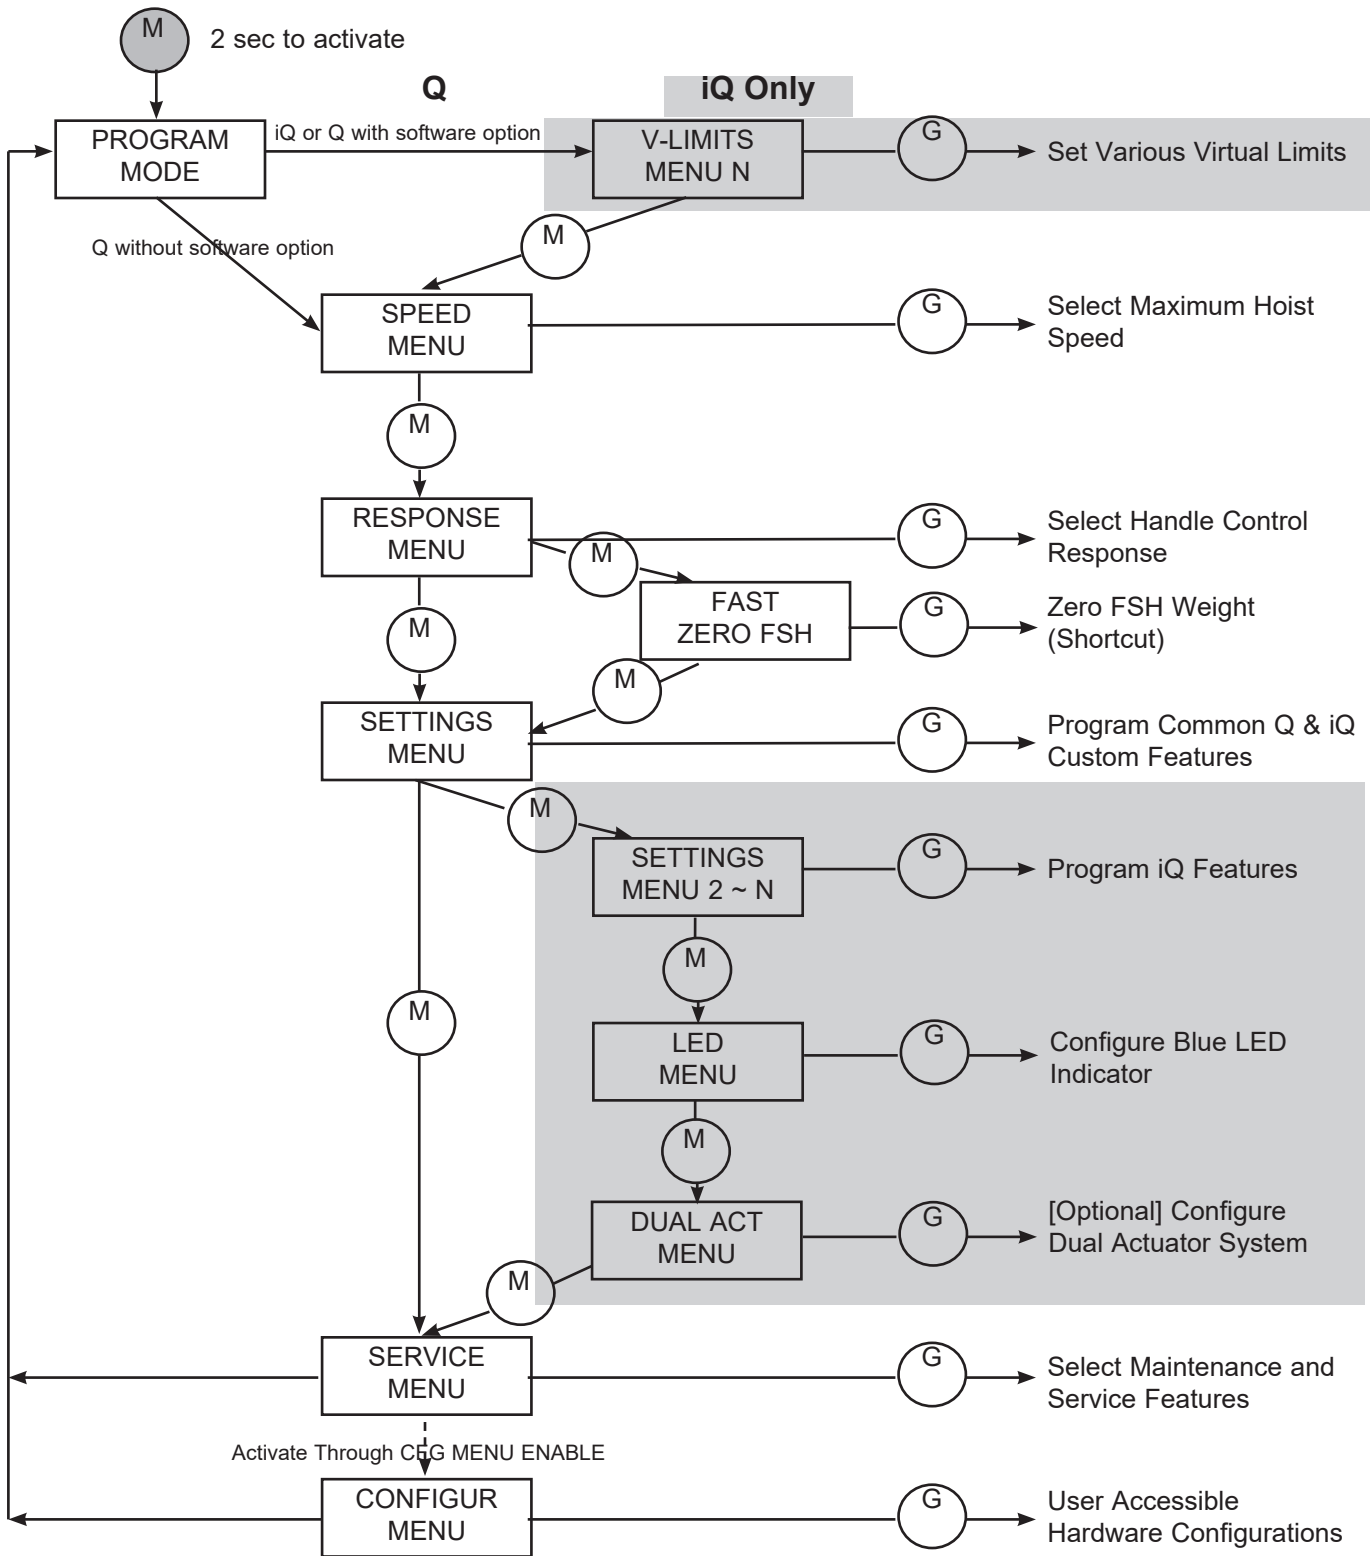 M
2 sec to activate
Q
iQ Only
PROGRAM
MODE
iQ or Q with software option
V-LIMITS
MENU N
G
Set Various Virtual Limits
Q without software option
M
SPEED
MENU
G
Select Maximum Hoist
Speed
M
RESPONSE
MENU
M
G
Select Handle Control
Response
FAST
ZERO FSH
G
Zero FSH Weight
(Shortcut)
M
M
SETTINGS
MENU
G
Program Common Q & iQ
Custom Features
M
SETTINGS
MENU 2 ~ N
G
Program iQ Features
M
M
LED
MENU
G
Configure Blue LED
Indicator
M
DUAL ACT
MENU
G
[Optional] Configure
Dual Actuator System
M
SERVICE
MENU
G
Select Maintenance and
Service Features
Activate Through CFG MENU ENABLE
CONFIGUR
MENU
G
User Accessible
Hardware Configurations